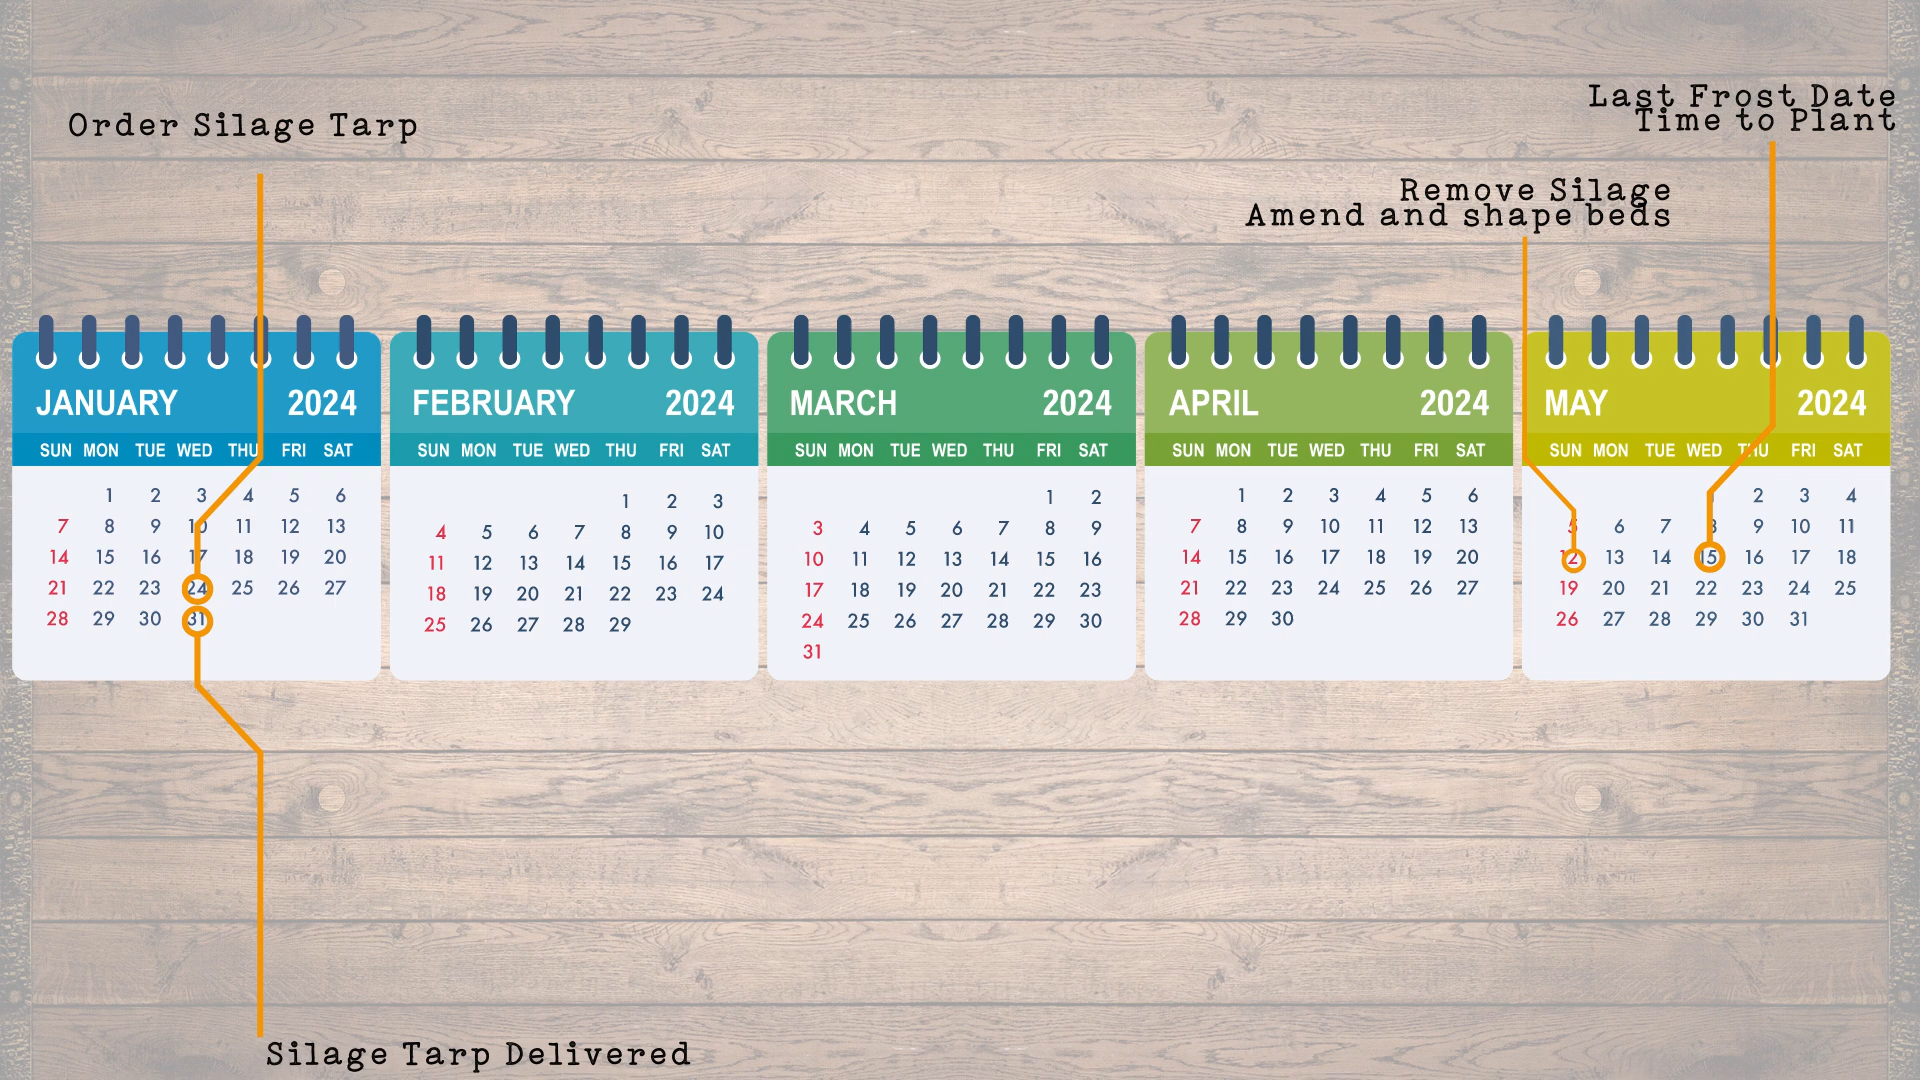 Last Frost Date
Time to Plant
Order Silage Tarp
Remove Silage
Amend and shape beds
JANUARY 2024
SUN MON TUE WED THU FRI SAT
1 2 3 4 5 6
7 8 9 10 11 12 13
14 15 16 17 18 19 20
21 22 23 24 25 26 27
28 29 30 31
FEBRUARY 2024
SUN MON TUE WED THU FRI SAT
1 2 3
4 5 6 7 8 9 10
11 12 13 14 15 16 17
18 19 20 21 22 23 24
25 26 27 28 29
MARCH 2024
SUN MON TUE WED THU FRI SAT
1 2
3 4 5 6 7 8 9
10 11 12 13 14 15 16
17 18 19 20 21 22 23
24 25 26 27 28 29 30
31
APRIL 2024
SUN MON TUE WED THU FRI SAT
1 2 3 4 5 6
7 8 9 10 11 12 13
14 15 16 17 18 19 20
21 22 23 24 25 26 27
28 29 30
MAY 2024
SUN MON TUE WED THU FRI SAT
1 2 3 4
5 6 7 8 9 10 11
12 13 14 15 16 17 18
19 20 21 22 23 24 25
26 27 28 29 30 31
Silage Tarp Delivered